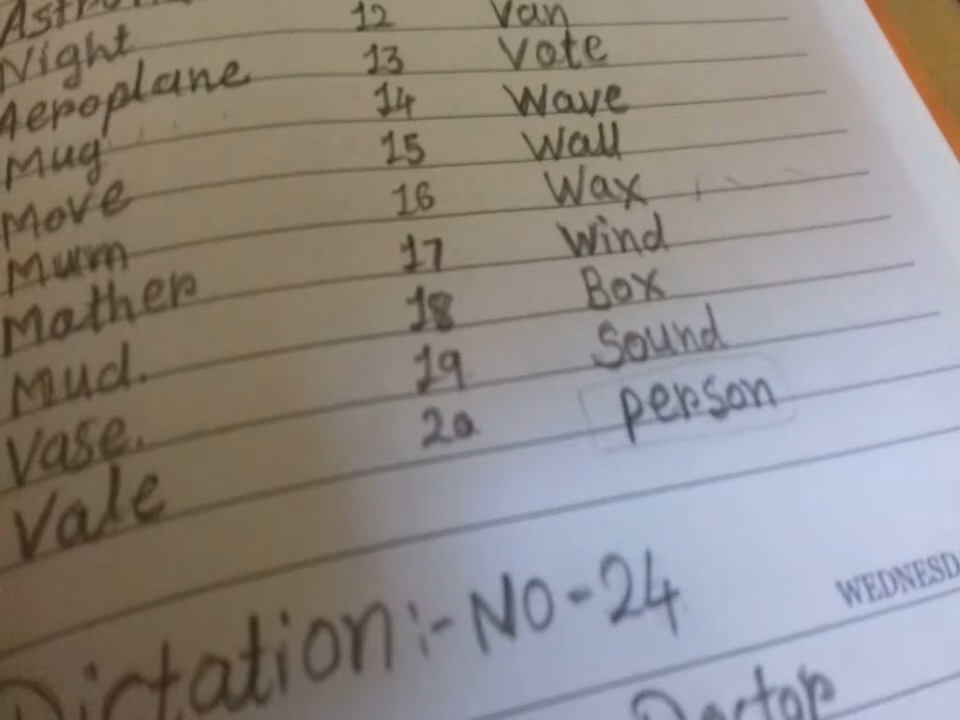 Night 12 Van
Aeroplane 13 Vote
Mug 14 Wave
Move 15 Wall
Mum 16 Wax
Mother 17 Wind
Mud. 18 Box
Vase. 19 Sound
Vale 20 person
WEDNESD
Dictation:-NO-24
Doctor